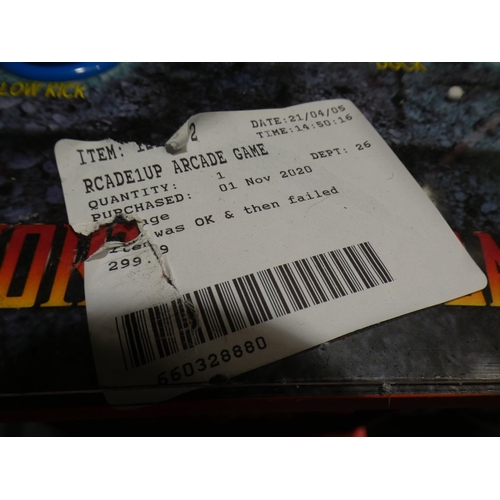 LOW KICK
DATE:21/04/05
TIME:14:50:16
ITEM:
RCADE1UP ARCADE GAME
DEPT: 26
QUANTITY: 1
PURCHASED: 01 Nov 2020
was OK & then failed
660328880